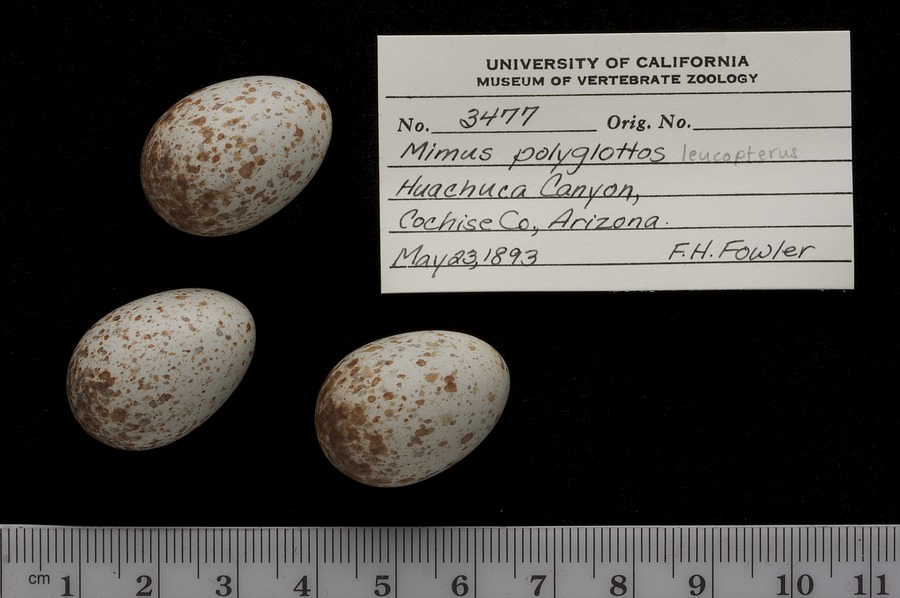 UNIVERSITY OF CALIFORNIA
MUSEUM OF VERTEBRATE ZOOLOGY
No. 3477 Orig. No.
Mimus polyglottos leucopterus
Huachuca Canyon,
Cochise Co., Arizona.
May 23, 1893 F.H. Fowler
cm 1 2 3 4 5 6 7 8 9 10 11